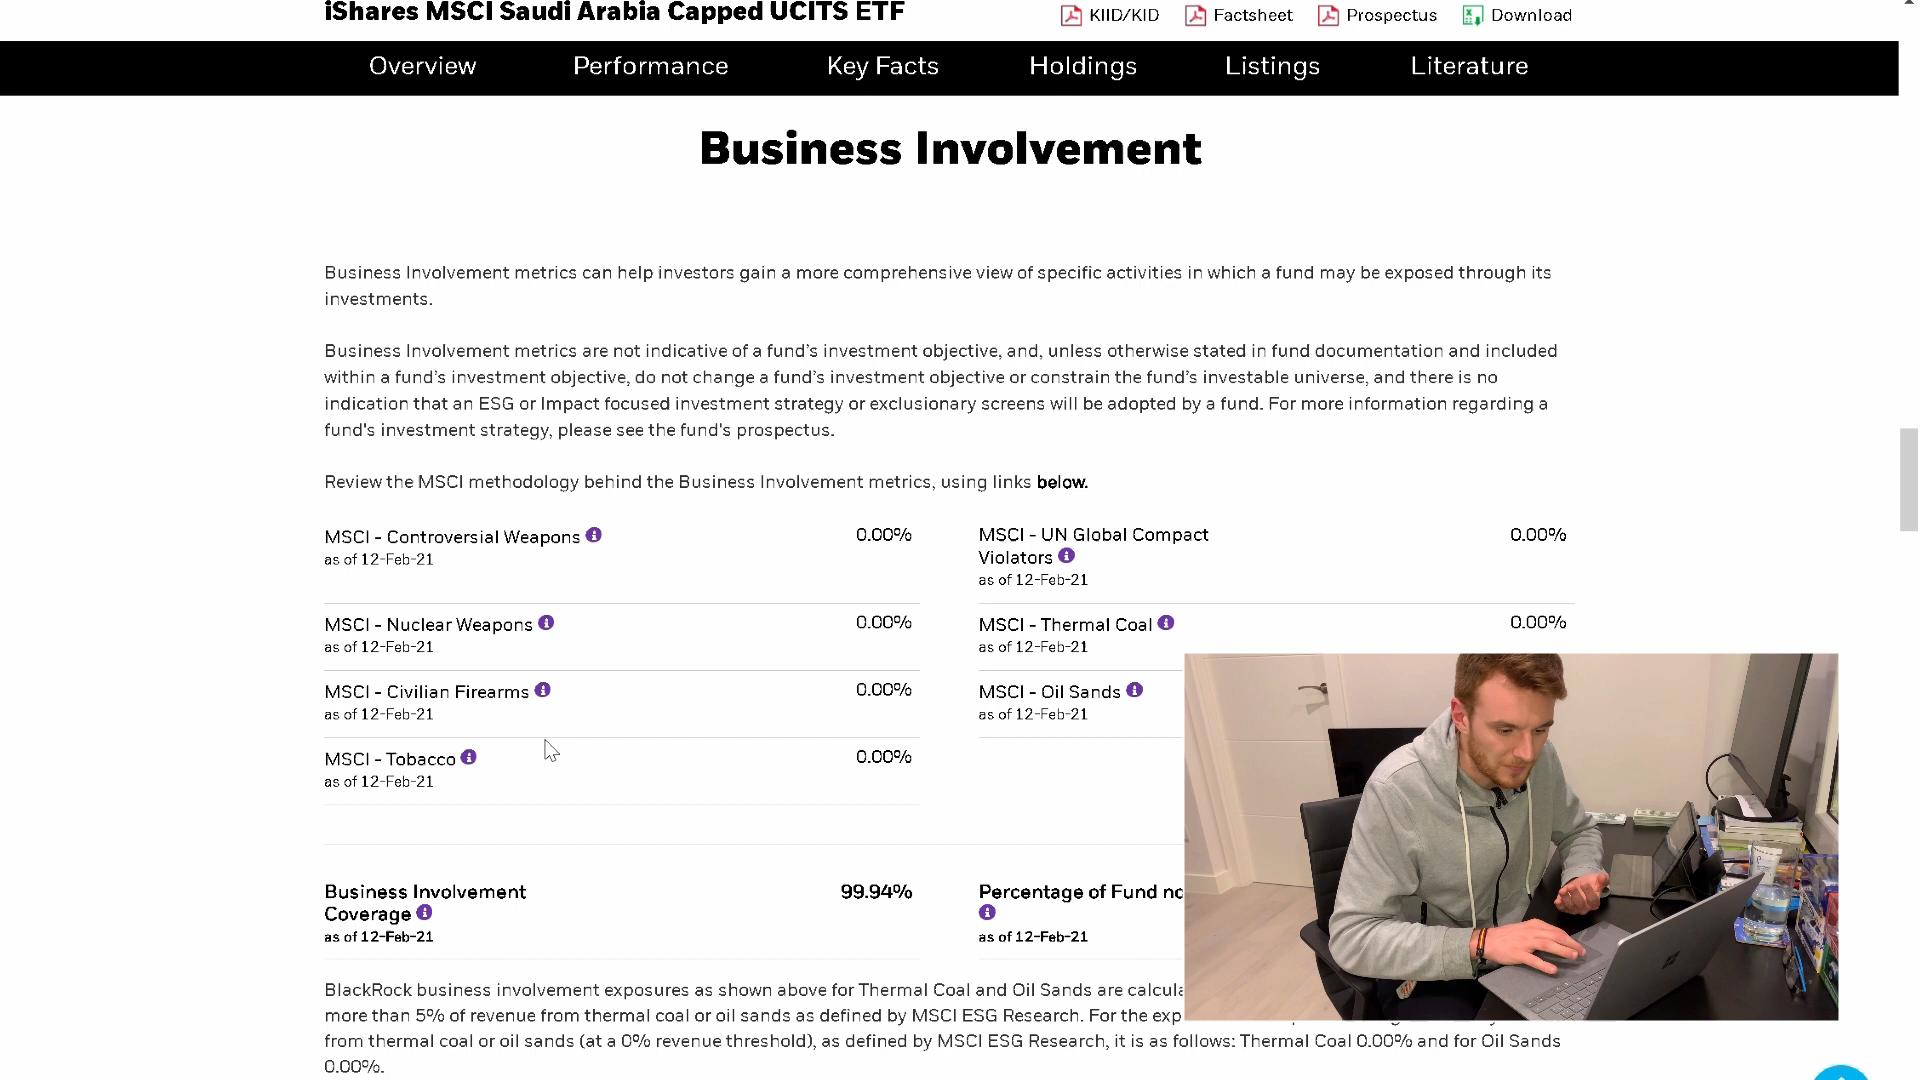 iShares MSCI Saudi Arabia Capped UCITS ETF
KIID/KID Factsheet Prospectus Download
Overview Performance Key Facts Holdings Listings Literature
Business Involvement
Business Involvement metrics can help investors gain a more comprehensive view of specific activities in which a fund may be exposed through its
investments.
Business Involvement metrics are not indicative of a fund’s investment objective, and, unless otherwise stated in fund documentation and included
within a fund’s investment objective, do not change a fund’s investment objective or constrain the fund’s investable universe, and there is no
indication that an ESG or Impact focused investment strategy or exclusionary screens will be adopted by a fund. For more information regarding a
fund's investment strategy, please see the fund's prospectus.
Review the MSCI methodology behind the Business Involvement metrics, using links below.
MSCI - Controversial Weapons 0.00%
as of 12-Feb-21
MSCI - UN Global Compact 0.00%
Violators
as of 12-Feb-21
MSCI - Nuclear Weapons 0.00%
as of 12-Feb-21
MSCI - Thermal Coal 0.00%
as of 12-Feb-21
MSCI - Civilian Firearms 0.00%
as of 12-Feb-21
MSCI - Oil Sands
as of 12-Feb-21
MSCI - Tobacco 0.00%
as of 12-Feb-21
Business Involvement 99.94%
Coverage
as of 12-Feb-21
Percentage of Fund
as of 12-Feb-21
BlackRock business involvement exposures as shown above for Thermal Coal and Oil Sands are
more than 5% of revenue from thermal coal or oil sands as defined by MSCI ESG Research. For the
from thermal coal or oil sands (at a 0% revenue threshold), as defined by MSCI ESG Research, it is as follows: Thermal Coal 0.00% and for Oil Sands
0.00%.